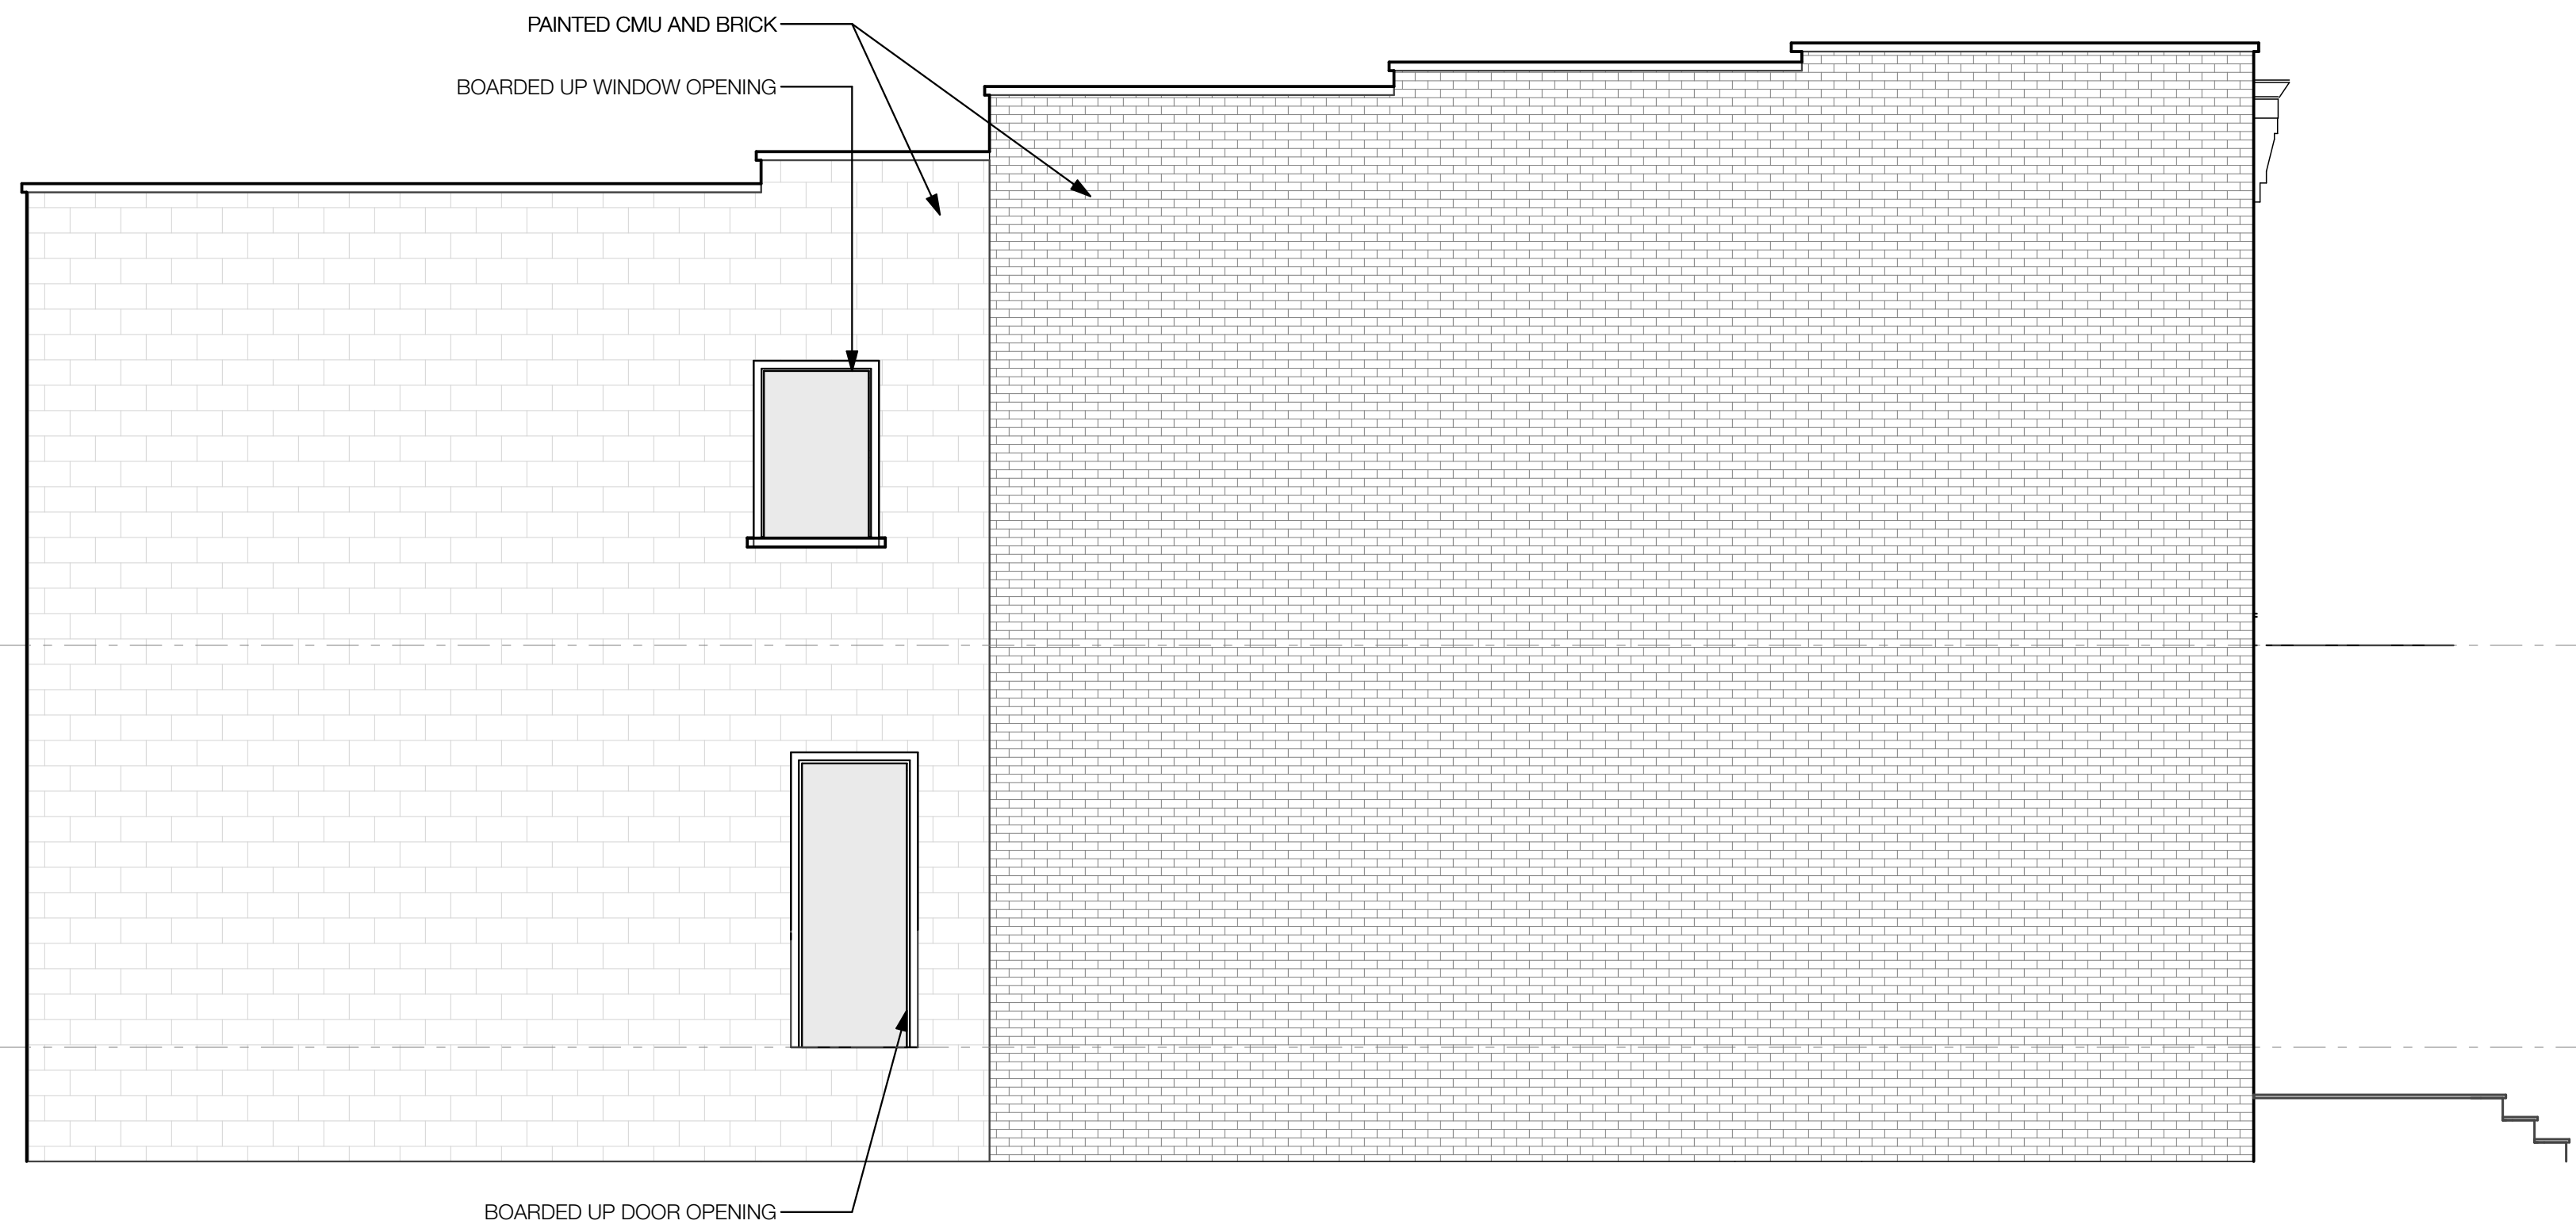 PAINTED CMU AND BRICK
BOARDED UP WINDOW OPENING
BOARDED UP DOOR OPENING